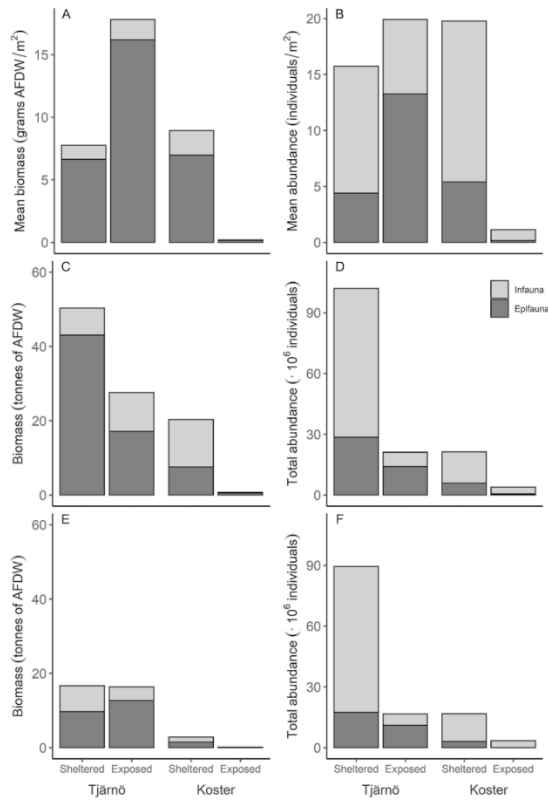 A
Mean biomass (grams AFDW/m²)
15
10
5
0
B
Mean abundance (individuals/m²)
20
15
10
5
0
C
Biomass (tonnes of AFDW)
60
40
20
0
D
Total abundance (· 10⁶ individuals)
90
60
30
0
Infauna
Epifauna
E
Biomass (tonnes of AFDW)
60
40
20
0
Sheltered Exposed Sheltered Exposed
Tjärnö Koster
F
Total abundance (· 10⁶ individuals)
90
60
30
0
Sheltered Exposed Sheltered Exposed
Tjärnö Koster